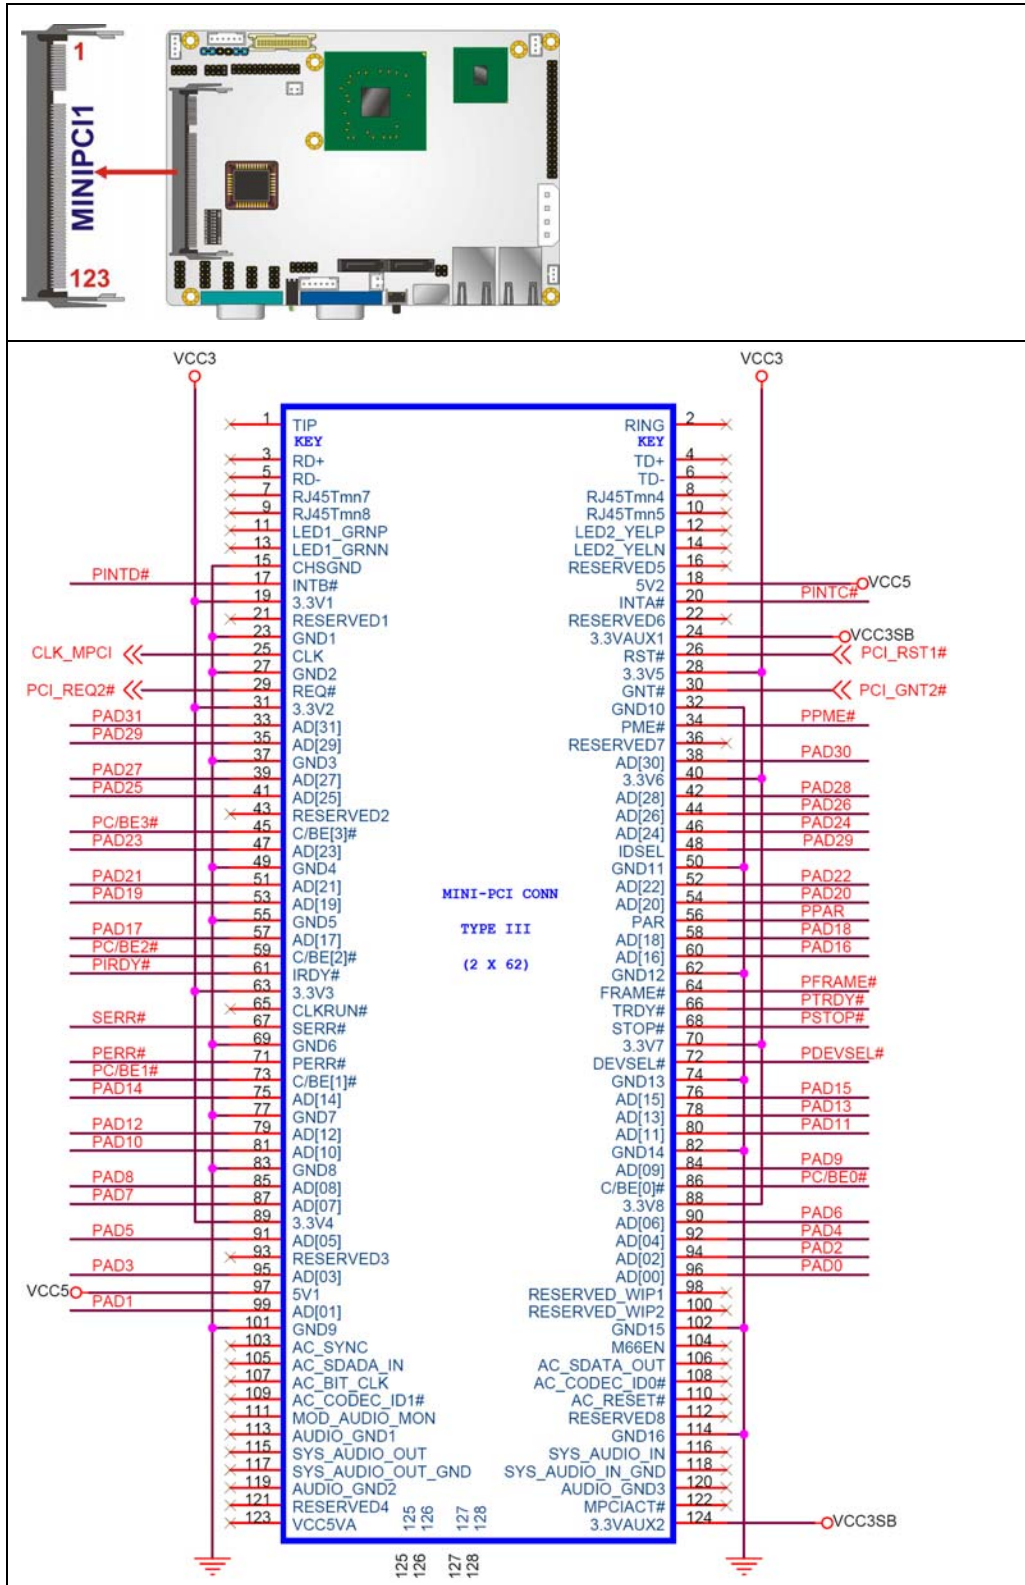 1
MINIPCI1
123
VCC3 VCC3
1 TIP RING 2
KEY KEY
3 RD+ TD+ 4
5 RD- TD- 6
7 RJ45Tmn7 RJ45Tmn4 8
9 RJ45Tmn8 RJ45Tmn5 10
11 LED1_GRNP LED2_YELP 12
13 LED1_GRNN LED2_YELN 14
15 CHSGND RESERVED5 16
PINTD# 17 INTB# 5V2 18 VCC5
19 3.3V1 INTA# 20 PINTC#
21 RESERVED1 RESERVED6 22
23 GND1 3.3VAUX1 24 VCC3SB
CLK_MPCI 25 CLK RST# 26 PCI_RST1#
27 GND2 3.3V5 28
PCI_REQ2# 29 REQ# GNT# 30 PCI_GNT2#
31 3.3V2 GND10 32
PAD31 33 AD[31] PME# 34 PPME#
PAD29 35 AD[29] RESERVED7 36
37 GND3 AD[30] 38 PAD30
PAD27 39 AD[27] 3.3V6 40
PAD25 41 AD[25] AD[28] 42 PAD28
43 RESERVED2 AD[26] 44 PAD26
PC/BE3# 45 C/BE[3]# AD[24] 46 PAD24
PAD23 47 AD[23] IDSEL 48 PAD29
49 GND4 GND11 50
PAD21 51 AD[21] AD[22] 52 PAD22
PAD19 53 AD[19] AD[20] 54 PAD20
MINI-PCI CONN
55 GND5 PAR 56 PPAR
PAD17 57 AD[17] AD[18] 58 PAD18
TYPE III
PC/BE2# 59 C/BE[2]# AD[16] 60 PAD16
PIRDY# 61 IRDY# GND12 62
(2 X 62)
63 3.3V3 FRAME# 64 PFRAME#
65 CLKRUN# TRDY# 66 PTRDY#
SERR# 67 SERR# STOP# 68 PSTOP#
69 GND6 3.3V7 70
PERR# 71 PERR# DEVSEL# 72 PDEVSEL#
PC/BE1# 73 C/BE[1]# GND13 74
PAD14 75 AD[14] AD[15] 76 PAD15
77 GND7 AD[13] 78 PAD13
PAD12 79 AD[12] AD[11] 80 PAD11
PAD10 81 AD[10] GND14 82
83 GND8 AD[09] 84 PAD9
PAD8 85 AD[08] C/BE[0]# 86 PC/BE0#
PAD7 87 AD[07] 3.3V8 88
89 3.3V4 AD[06] 90 PAD6
PAD5 91 AD[05] AD[04] 92 PAD4
93 RESERVED3 AD[02] 94 PAD2
PAD3 95 AD[03] AD[00] 96 PAD0
VCC5 97 5V1 RESERVED_WIP1 98
PAD1 99 AD[01] RESERVED_WIP2 100
101 GND9 GND15 102
103 AC_SYNC M66EN 104
105 AC_SDADA_IN AC_SDATA_OUT 106
107 AC_BIT_CLK AC_CODEC_ID0# 108
109 AC_CODEC_ID1# AC_RESET# 110
111 MOD_AUDIO_MON RESERVED8 112
113 AUDIO_GND1 GND16 114
115 SYS_AUDIO_OUT SYS_AUDIO_IN 116
117 SYS_AUDIO_OUT_GND SYS_AUDIO_IN_GND 118
119 AUDIO_GND2 AUDIO_GND3 120
121 RESERVED4 MPCIACT# 122
123 VCC5VA 3.3VAUX2 124 VCC3SB
125 126 127 128
125 126 127 128